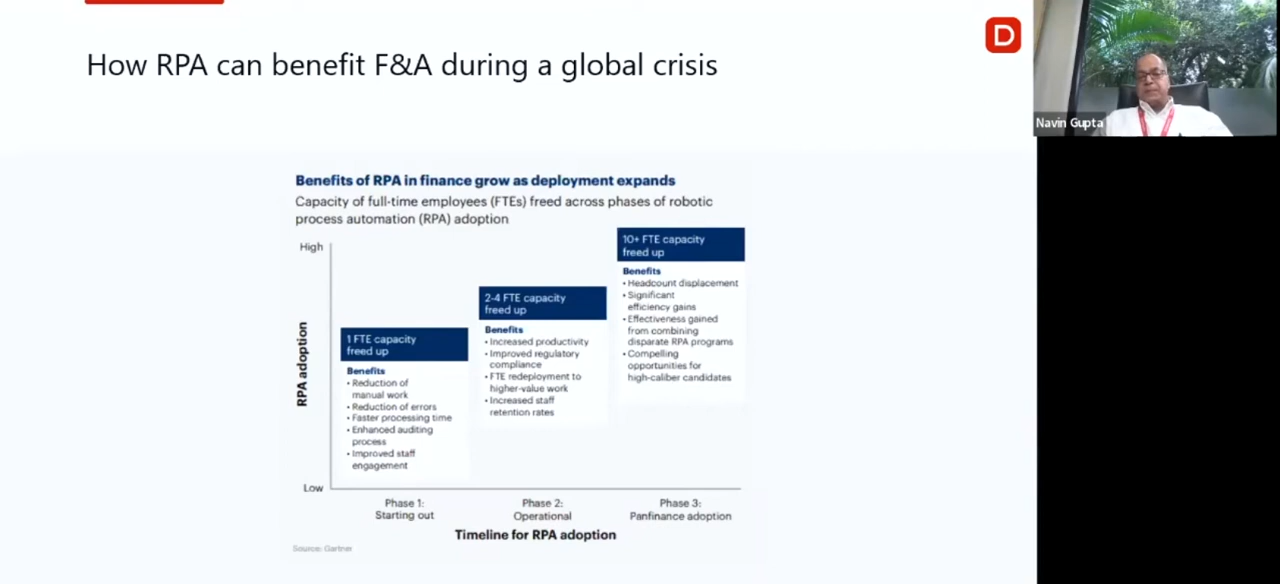 How RPA can benefit F&A during a global crisis
D
Navin Gupta
Benefits of RPA in finance grow as deployment expands
Capacity of full-time employees (FTEs) freed across phases of robotic
process automation (RPA) adoption
High
RPA adoption
Low
1 FTE capacity
freed up
Benefits
• Reduction of
manual work
• Reduction of errors
• Faster processing time
• Enhanced auditing
process
• Improved staff
engagement
2-4 FTE capacity
freed up
Benefits
• Increased productivity
• Improved regulatory
compliance
• FTE redeployment to
higher-value work
• Increased staff
retention rates
10+ FTE capacity
freed up
Benefits
• Headcount displacement
• Significant
efficiency gains
• Effectiveness gained
from combining
disparate RPA programs
• Compelling
opportunities for
high-caliber candidates
Phase 1:
Starting out
Phase 2:
Operational
Phase 3:
Panfinance adoption
Timeline for RPA adoption
Source: Gartner